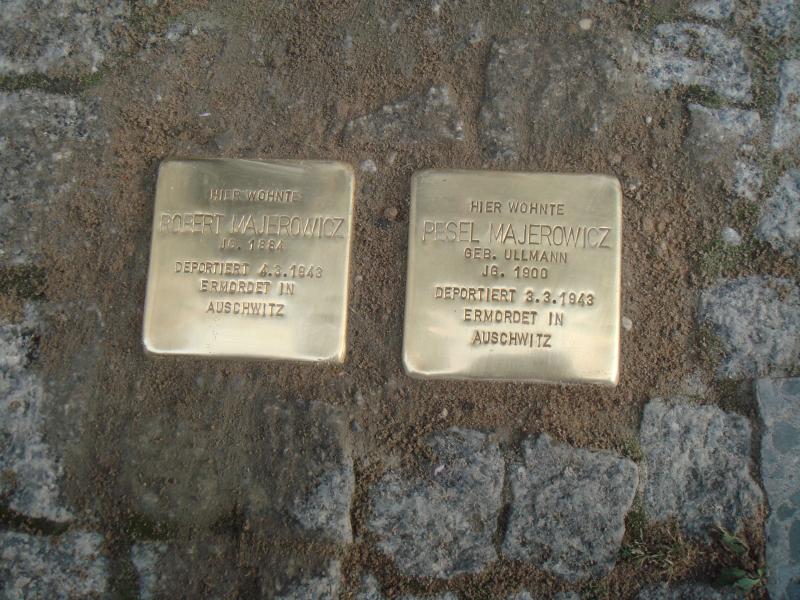 HIER WOHNTE
ROBERT MAJEROWICZ
JG. 1884
DEPORTIERT 4.3.1943
ERMORDET IN
AUSCHWITZ
HIER WOHNTE
PESEL MAJEROWICZ
GEB. ULLMANN
JG. 1900
DEPORTIERT 3.3.1943
ERMORDET IN
AUSCHWITZ